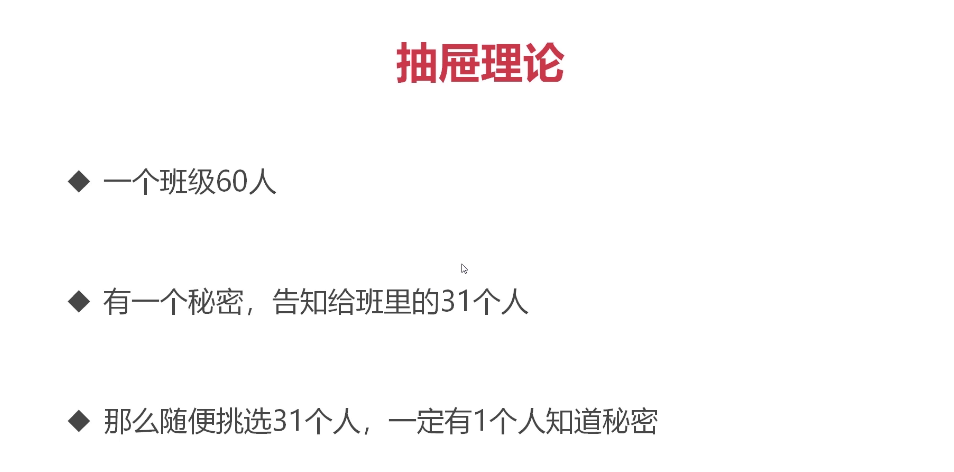 抽屉理论
◆ 一个班级60人
◆ 有一个秘密，告知给班里的31个人
◆ 那么随便挑选31个人，一定有1个人知道秘密